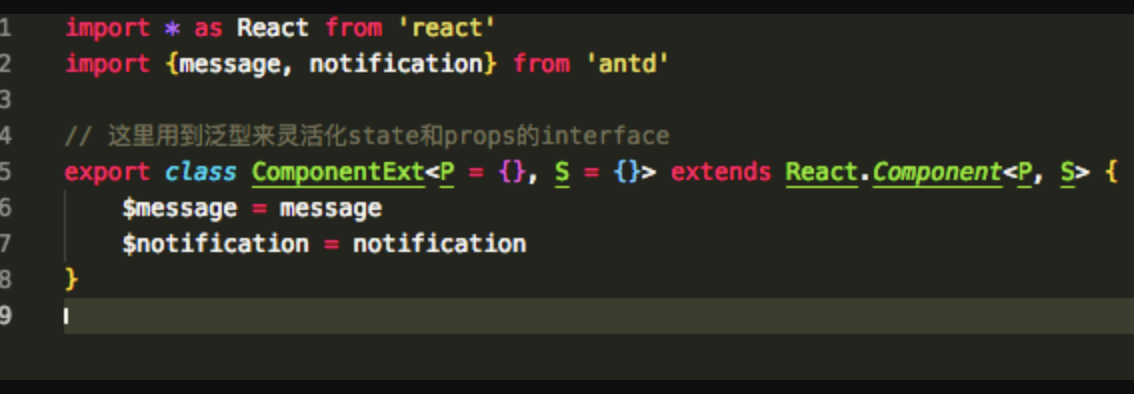 1 import * as React from 'react'
2 import {message, notification} from 'antd'
3
4 // 这里用到泛型来灵活化state和props的interface
5 export class ComponentExt<P = {}, S = {}> extends React.Component<P, S> {
6 $message = message
7 $notification = notification
8 }
9